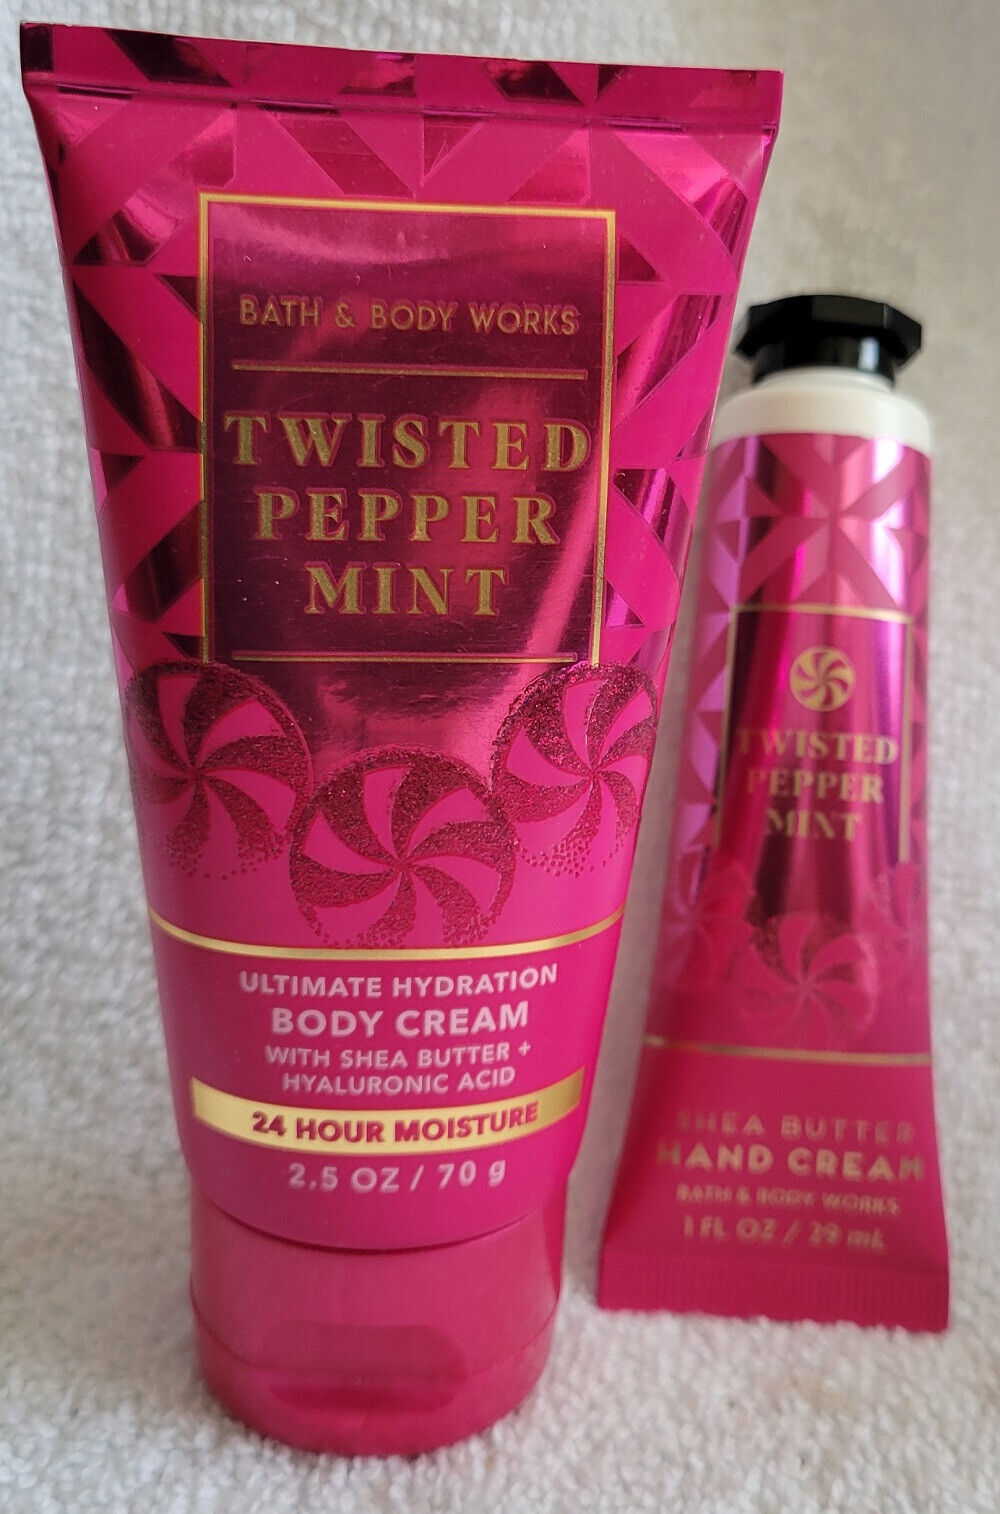 BATH & BODY WORKS
TWISTED
PEPPER
MINT
ULTIMATE HYDRATION
BODY CREAM
WITH SHEA BUTTER +
HYALURONIC ACID
24 HOUR MOISTURE
2.5 OZ / 70 g
TWISTED
PEPPER
MINT
SHEA BUTTER
HAND CREAM
BATH & BODY WORKS
1 FL OZ / 29 mL